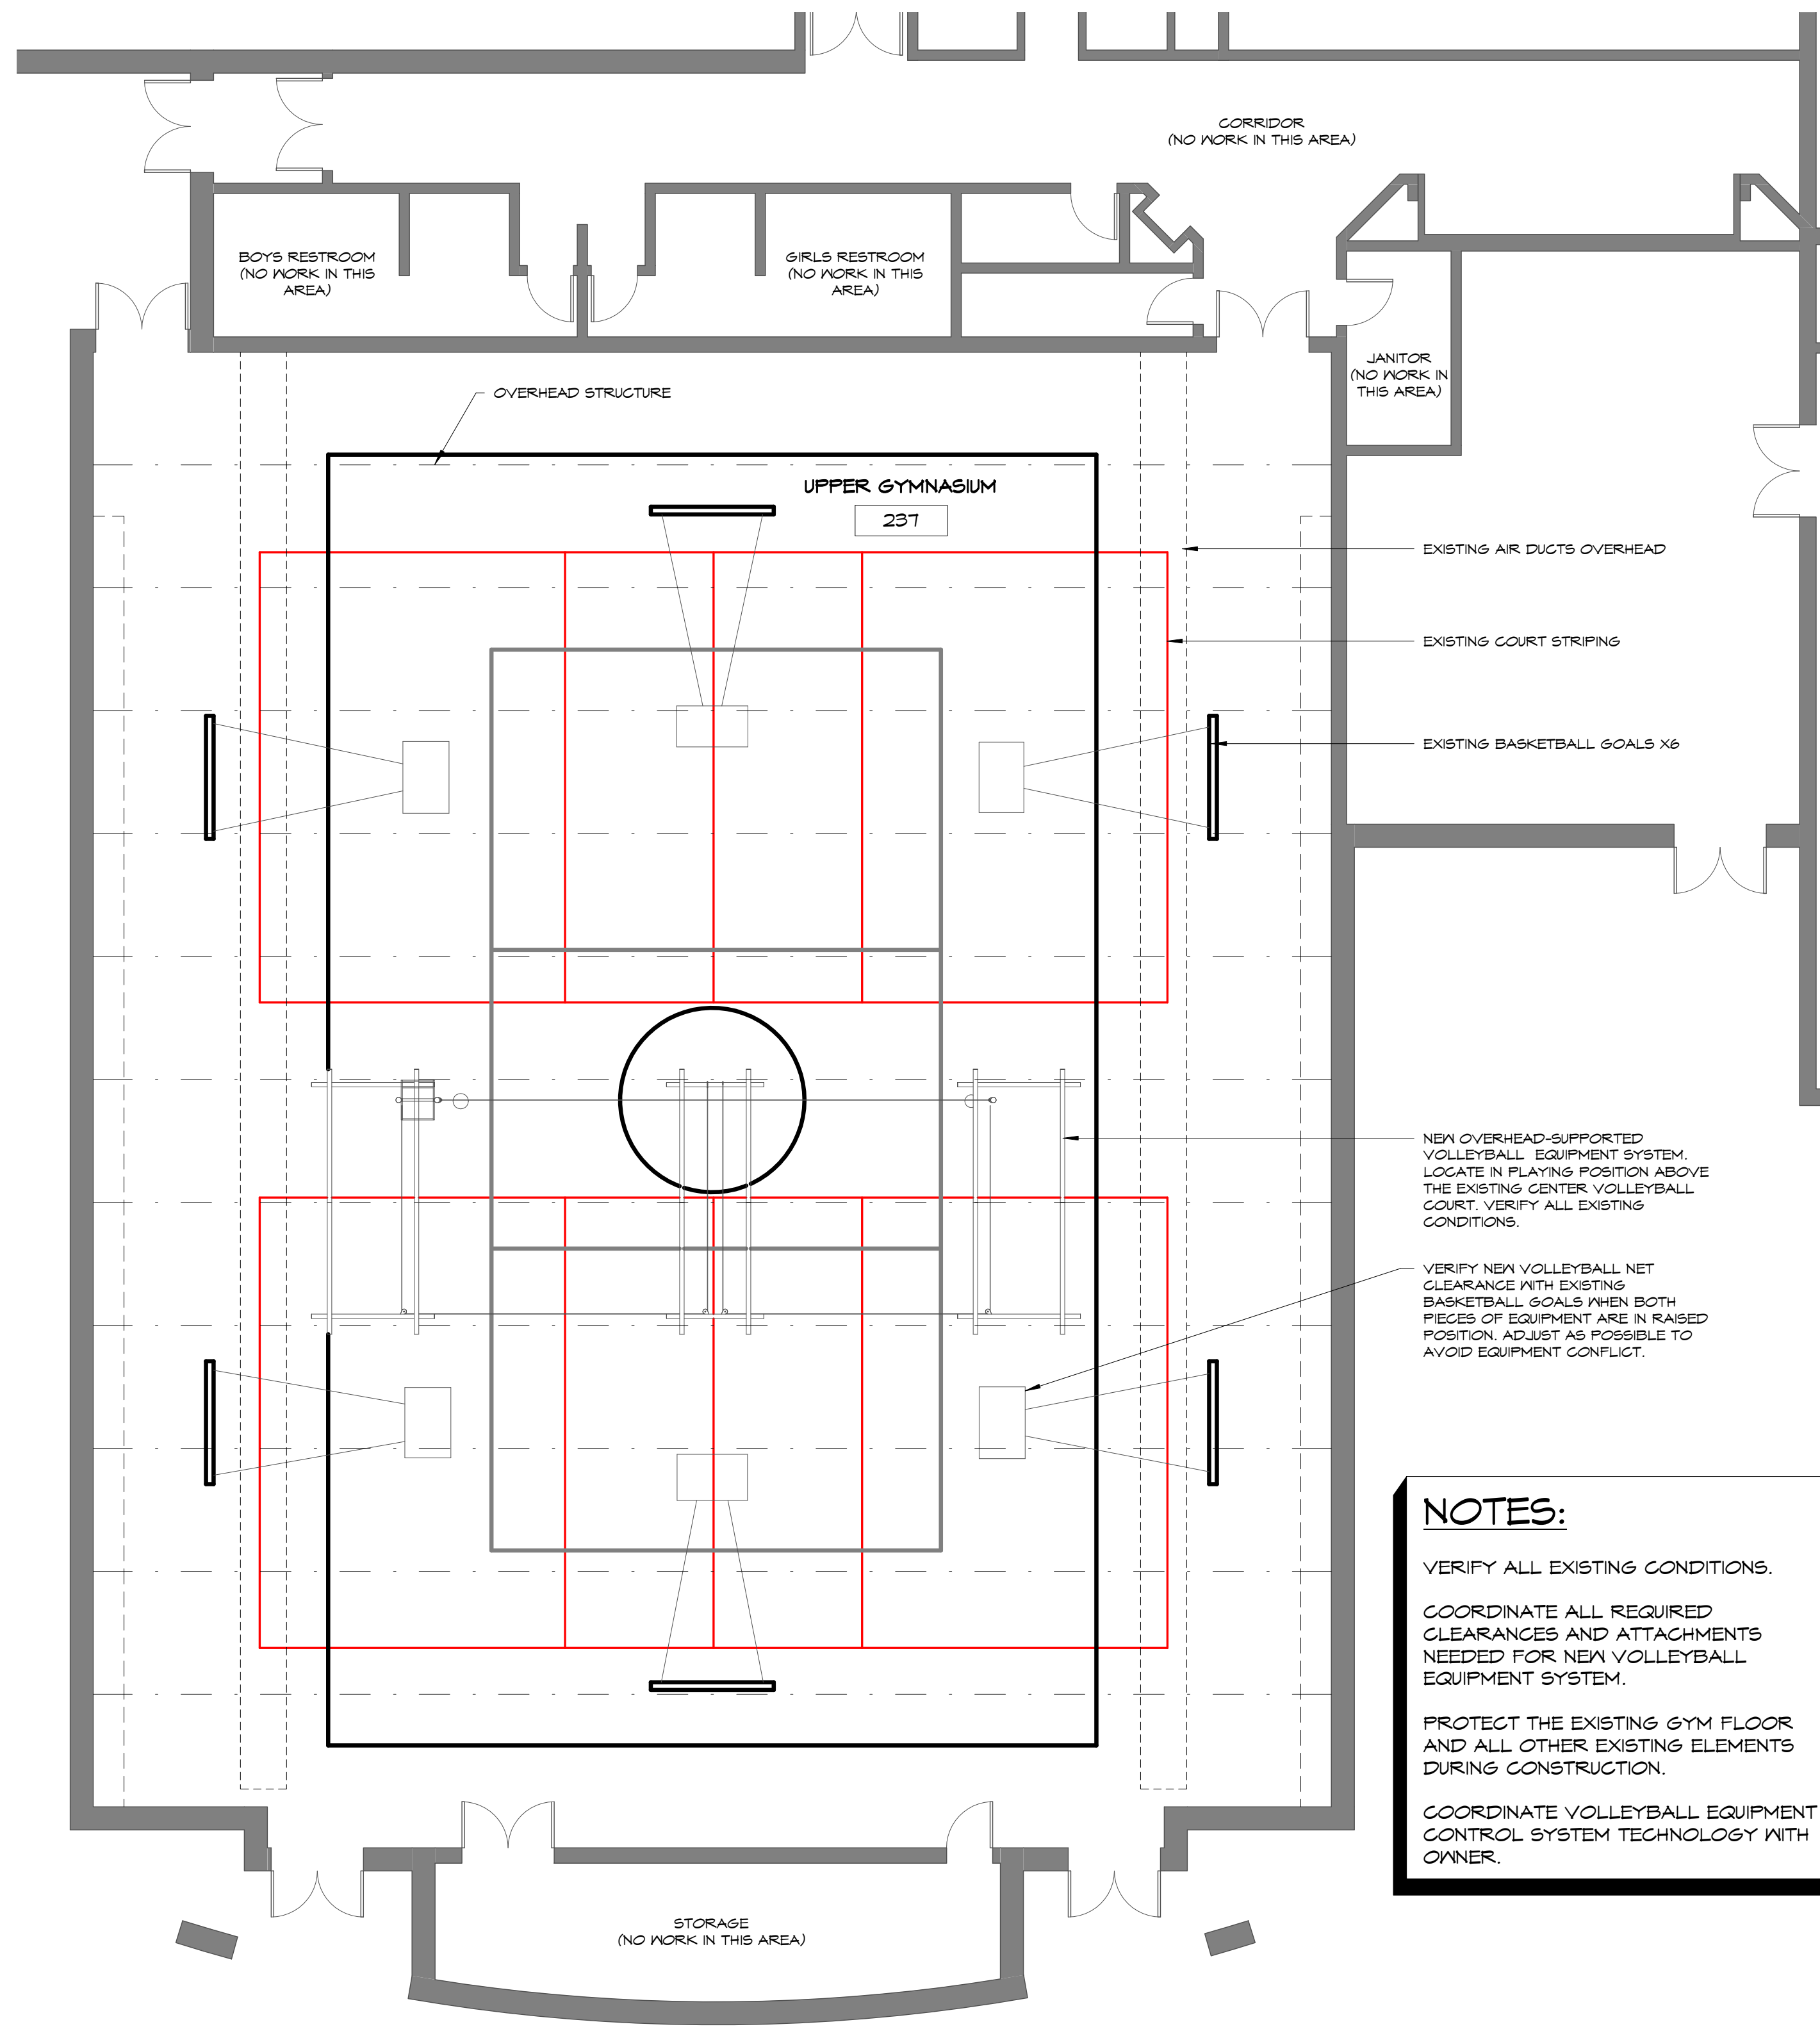 CORRIDOR
(NO WORK IN THIS AREA)
BOYS RESTROOM
(NO WORK IN THIS
AREA)
GIRLS RESTROOM
(NO WORK IN THIS
AREA)
JANITOR
(NO WORK IN
THIS AREA)
OVERHEAD STRUCTURE
UPPER GYMNASIUM
237
EXISTING AIR DUCTS OVERHEAD
EXISTING COURT STRIPING
EXISTING BASKETBALL GOALS X6
NEW OVERHEAD-SUPPORTED
VOLLEYBALL EQUIPMENT SYSTEM.
LOCATE IN PLAYING POSITION ABOVE
THE EXISTING CENTER VOLLEYBALL
COURT. VERIFY ALL EXISTING
CONDITIONS.
VERIFY NEW VOLLEYBALL NET
CLEARANCE WITH EXISTING
BASKETBALL GOALS WHEN BOTH
PIECES OF EQUIPMENT ARE IN RAISED
POSITION. ADJUST AS POSSIBLE TO
AVOID EQUIPMENT CONFLICT.
NOTES:
VERIFY ALL EXISTING CONDITIONS.
COORDINATE ALL REQUIRED
CLEARANCES AND ATTACHMENTS
NEEDED FOR NEW VOLLEYBALL
EQUIPMENT SYSTEM.
PROTECT THE EXISTING GYM FLOOR
AND ALL OTHER EXISTING ELEMENTS
DURING CONSTRUCTION.
COORDINATE VOLLEYBALL EQUIPMENT
CONTROL SYSTEM TECHNOLOGY WITH
OWNER.
STORAGE
(NO WORK IN THIS AREA)